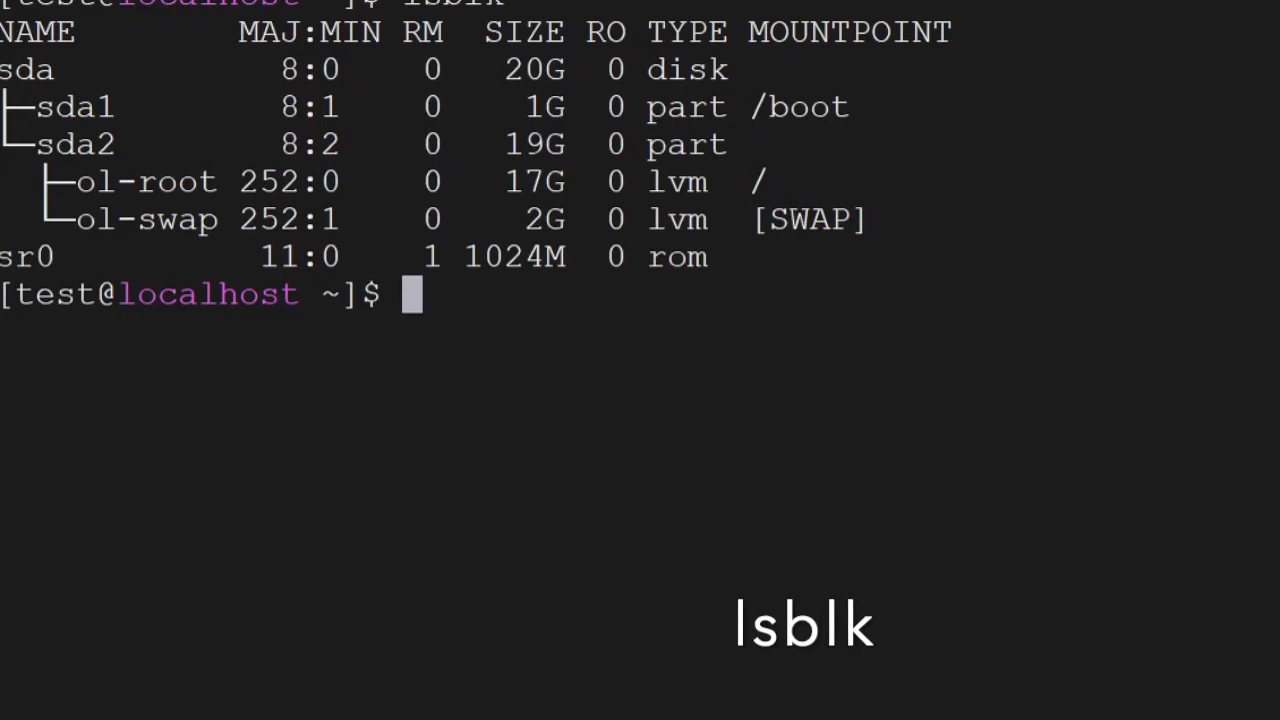 [test@localhost ~]$ lsblk
NAME MAJ:MIN RM SIZE RO TYPE MOUNTPOINT
sda 8:0 0 20G 0 disk
├─sda1 8:1 0 1G 0 part /boot
└─sda2 8:2 0 19G 0 part
├─ol-root 252:0 0 17G 0 lvm /
└─ol-swap 252:1 0 2G 0 lvm [SWAP]
sr0 11:0 1 1024M 0 rom
[test@localhost ~]$
lsblk